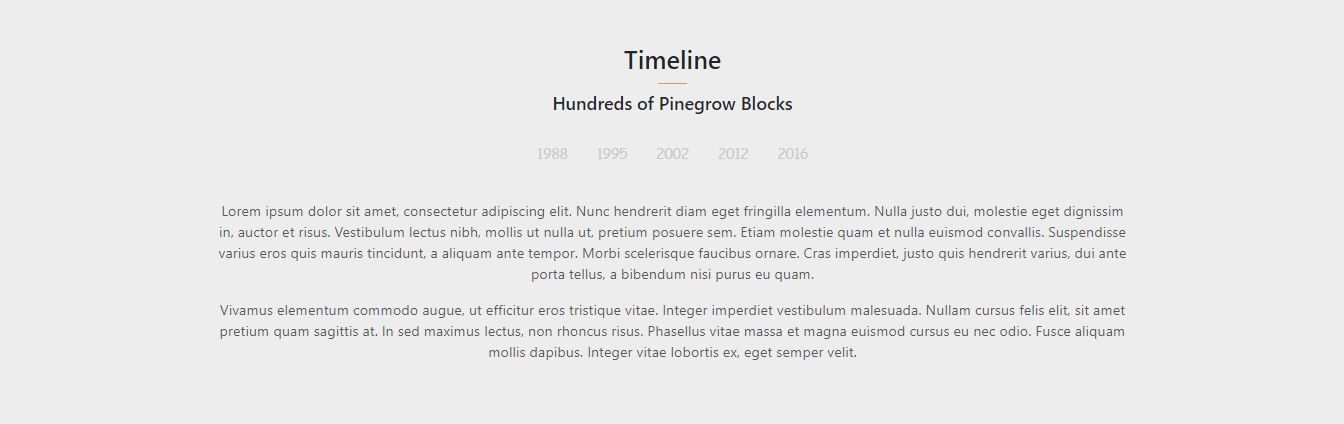 Timeline
Hundreds of Pinegrow Blocks
1988 1995 2002 2012 2016
Lorem ipsum dolor sit amet, consectetur adipiscing elit. Nunc hendrerit diam eget fringilla elementum. Nulla justo dui, molestie eget dignissim
in, auctor et risus. Vestibulum lectus nibh, mollis ut nulla ut, pretium posuere sem. Etiam molestie quam et nulla euismod convallis. Suspendisse
varius eros quis mauris tincidunt, a aliquam ante tempor. Morbi scelerisque faucibus ornare. Cras imperdiet, justo quis hendrerit varius, dui ante
porta tellus, a bibendum nisi purus eu quam.
Vivamus elementum commodo augue, ut efficitur eros tristique vitae. Integer imperdiet vestibulum malesuada. Nullam cursus felis elit, sit amet
pretium quam sagittis at. In sed maximus lectus, non rhoncus risus. Phasellus vitae massa et magna euismod cursus eu nec odio. Fusce aliquam
mollis dapibus. Integer vitae lobortis ex, eget semper velit.